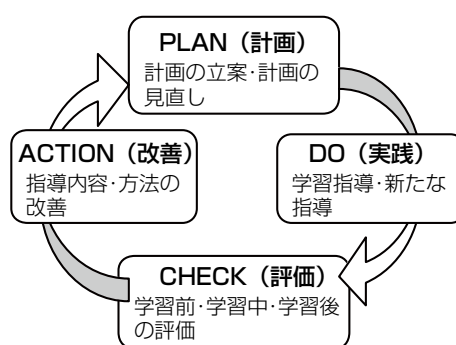 PLAN（計画）
計画の立案・計画の
見直し
DO（実践）
学習指導・新たな
指導
CHECK（評価）
学習前・学習中・学習後
の評価
ACTION（改善）
指導内容・方法の
改善